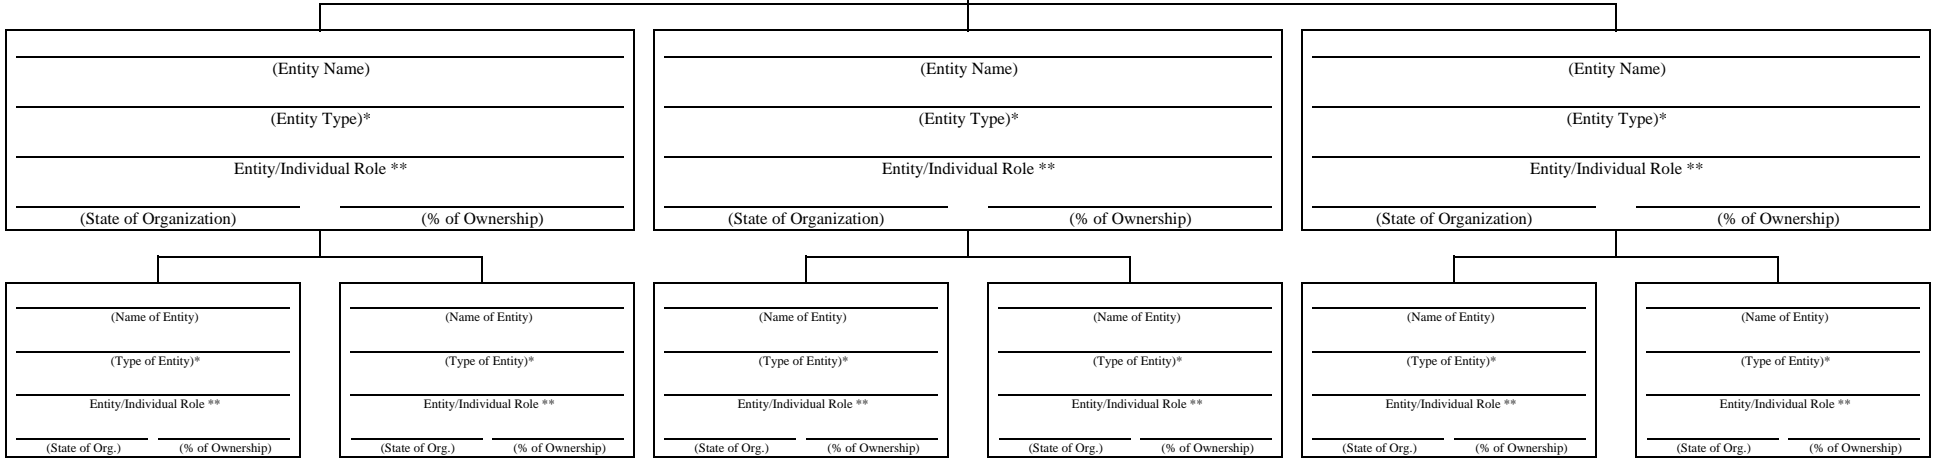 (Entity Name) (Entity Name) (Entity Name)
(Entity Type)* (Entity Type)* (Entity Type)*
Entity/Individual Role ** Entity/Individual Role ** Entity/Individual Role **
(State of Organization) (% of Ownership) (State of Organization) (% of Ownership) (State of Organization) (% of Ownership)
(Name of Entity) (Name of Entity) (Name of Entity) (Name of Entity) (Name of Entity) (Name of Entity)
(Type of Entity)* (Type of Entity)* (Type of Entity)* (Type of Entity)* (Type of Entity)* (Type of Entity)*
Entity/Individual Role ** Entity/Individual Role ** Entity/Individual Role ** Entity/Individual Role ** Entity/Individual Role ** Entity/Individual Role **
(State of Org.) (% of Ownership) (State of Org.) (% of Ownership) (State of Org.) (% of Ownership) (State of Org.) (% of Ownership) (State of Org.) (% of Ownership) (State of Org.) (% of Ownership)